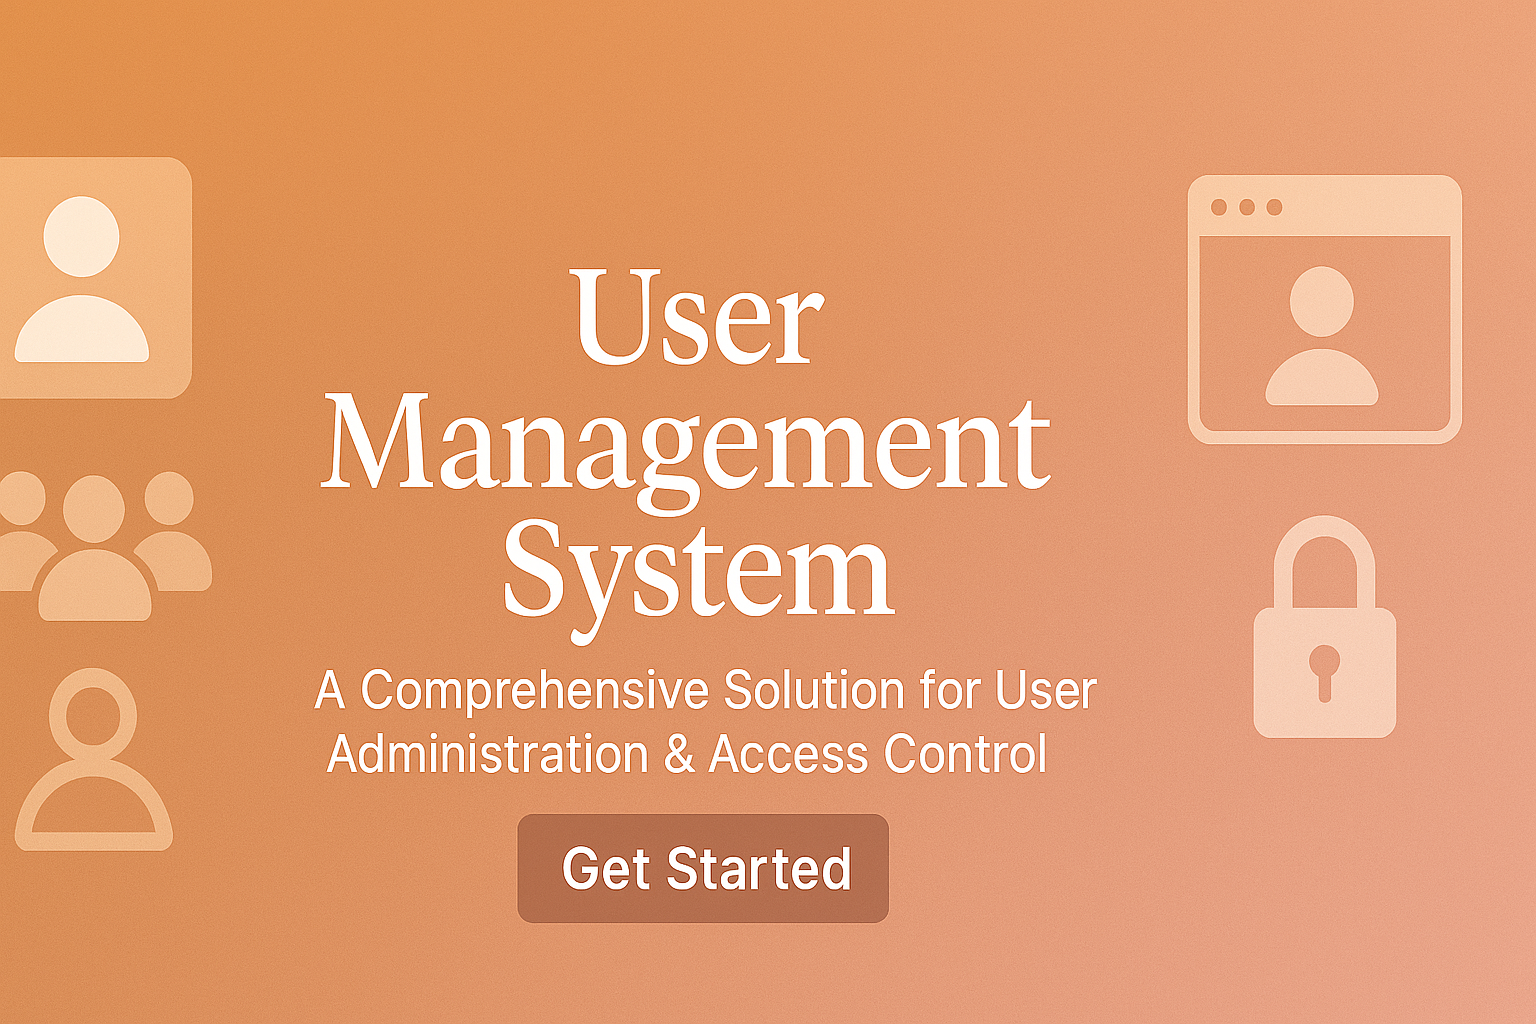 User
Management
System
A Comprehensive Solution for User
Administration & Access Control
Get Started